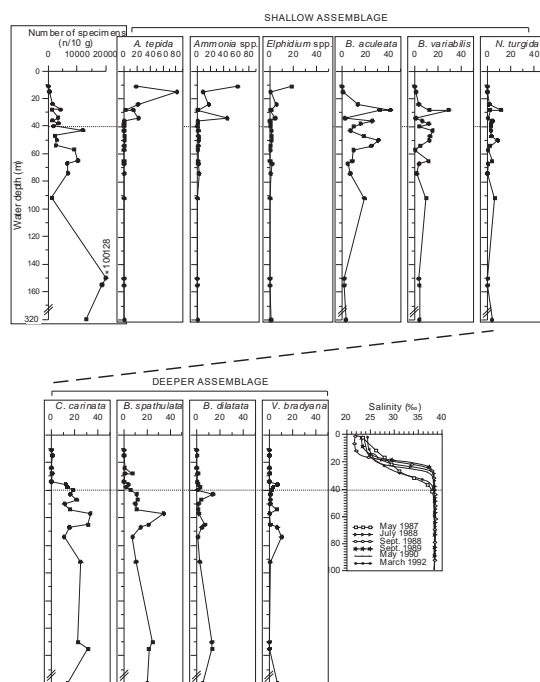 SHALLOW ASSEMBLAGE
Number of specimens
(n/10 g)
A. tepida
Ammonia spp.
Elphidium spp.
B. aculeata
B. variabilis
N. turgida
0 10000 20000
0 20 40 60 80
0 20 40 60 80
0 20 40
0 20 40
0 20 40
0 20 40
Water depth (m)
0
20
40
60
80
100
120
140
160
320
* 100128
DEEPER ASSEMBLAGE
C. carinata
B. spathulata
B. dilatata
V. bradyana
0 20 40
0 20 40
0 20 40
0 20 40
Salinity (‰)
20 25 30 35 40
0
20
40
60
80
100
May 1987
July 1988
Sept. 1988
Sept. 1989
May 1990
March 1992